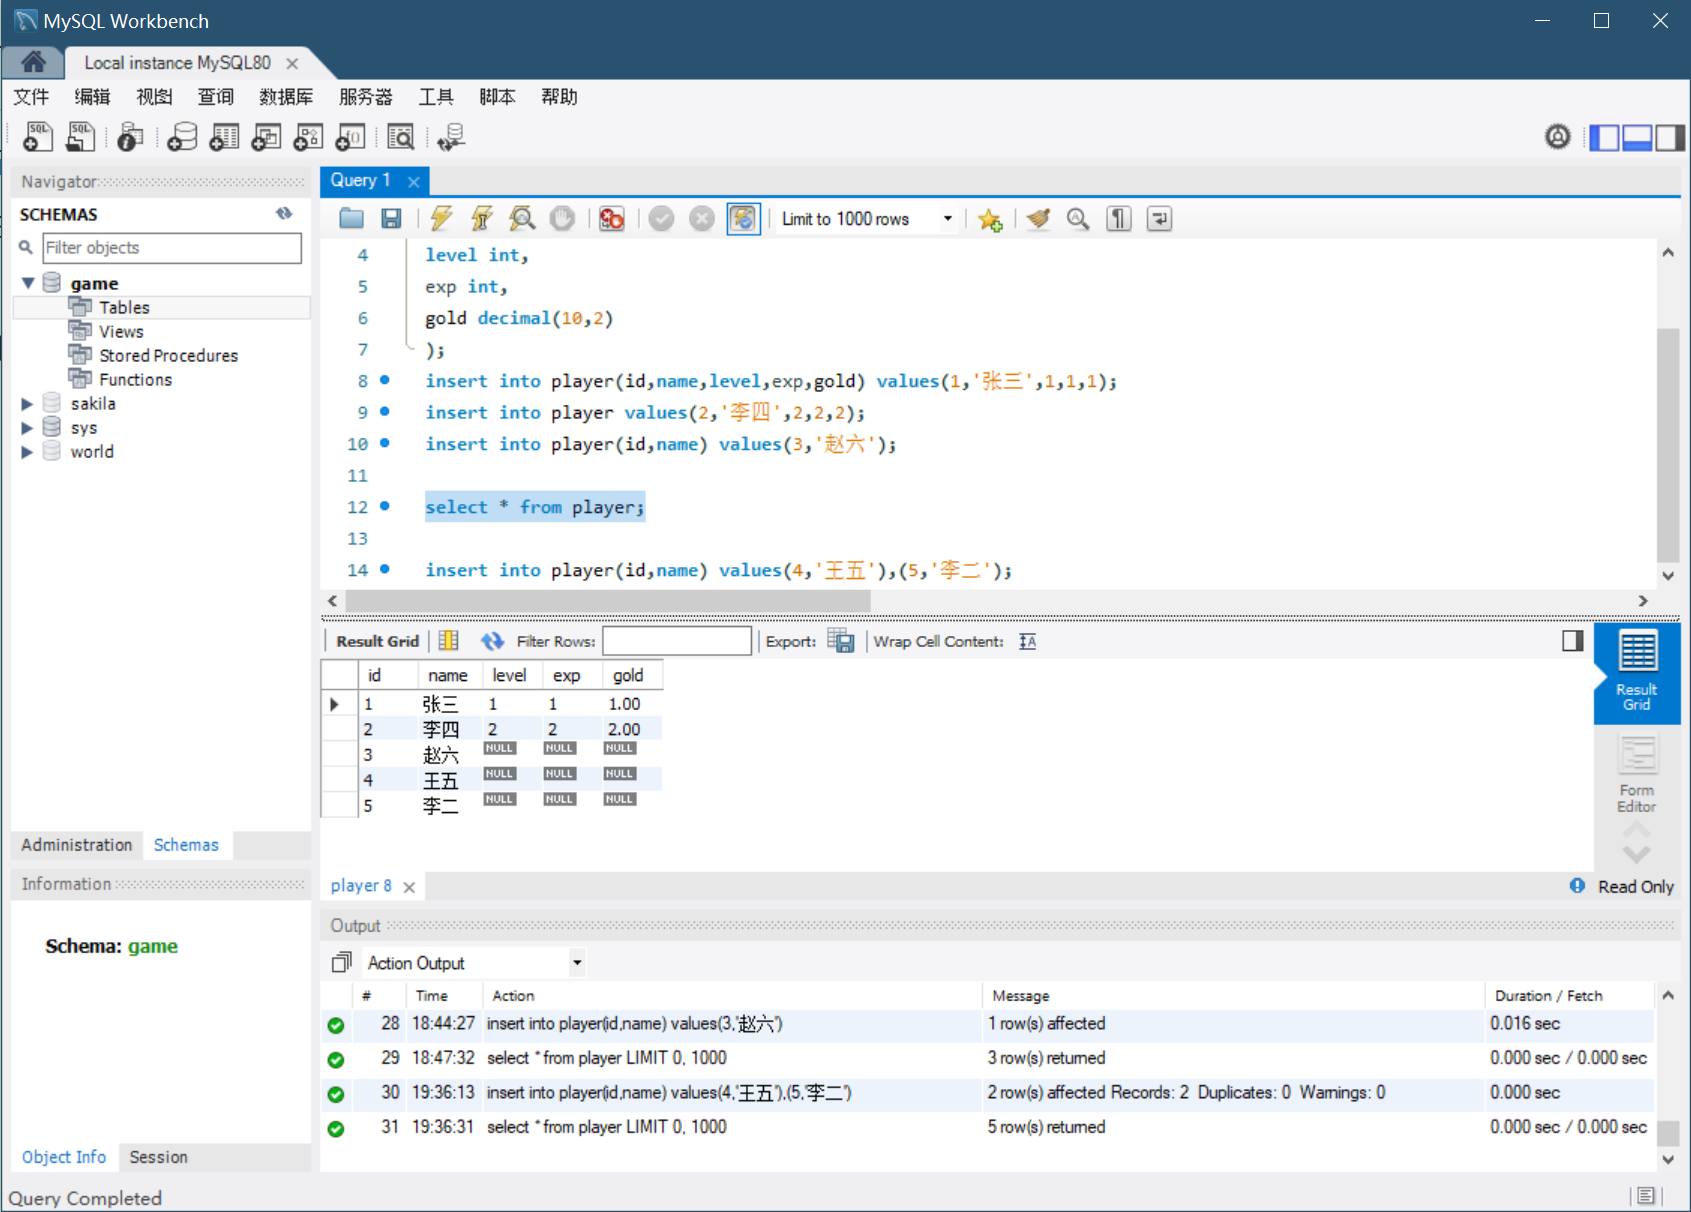 MySQL Workbench
Local instance MySQL80
文件 编辑 视图 查询 数据库 服务器 工具 脚本 帮助
Navigator
SCHEMAS
Filter objects
game
Tables
Views
Stored Procedures
Functions
sakila
sys
world
Administration Schemas
Information
Schema: game
Object Info Session
Query 1
Limit to 1000 rows
4 level int,
5 exp int,
6 gold decimal(10,2)
7 );
8 insert into player(id,name,level,exp,gold) values(1,'张三',1,1,1);
9 insert into player values(2,'李四',2,2,2);
10 insert into player(id,name) values(3,'赵六');
11
12 select * from player;
13
14 insert into player(id,name) values(4,'王五'),(5,'李二');
Result Grid Filter Rows: Export: Wrap Cell Content:
id name level exp gold
1 张三 1 1 1.00
2 李四 2 2 2.00
3 赵六 NULL NULL NULL
4 王五 NULL NULL NULL
5 李二 NULL NULL NULL
Result
Grid
Form
Editor
player 8
Read Only
Output
Action Output
# Time Action Message Duration / Fetch
28 18:44:27 insert into player(id,name) values(3,'赵六') 1 row(s) affected 0.016 sec
29 18:47:32 select * from player LIMIT 0, 1000 3 row(s) returned 0.000 sec / 0.000 sec
30 19:36:13 insert into player(id,name) values(4,'王五'),(5,'李二') 2 row(s) affected Records: 2 Duplicates: 0 Warnings: 0 0.000 sec
31 19:36:31 select * from player LIMIT 0, 1000 5 row(s) returned 0.000 sec / 0.000 sec
Query Completed